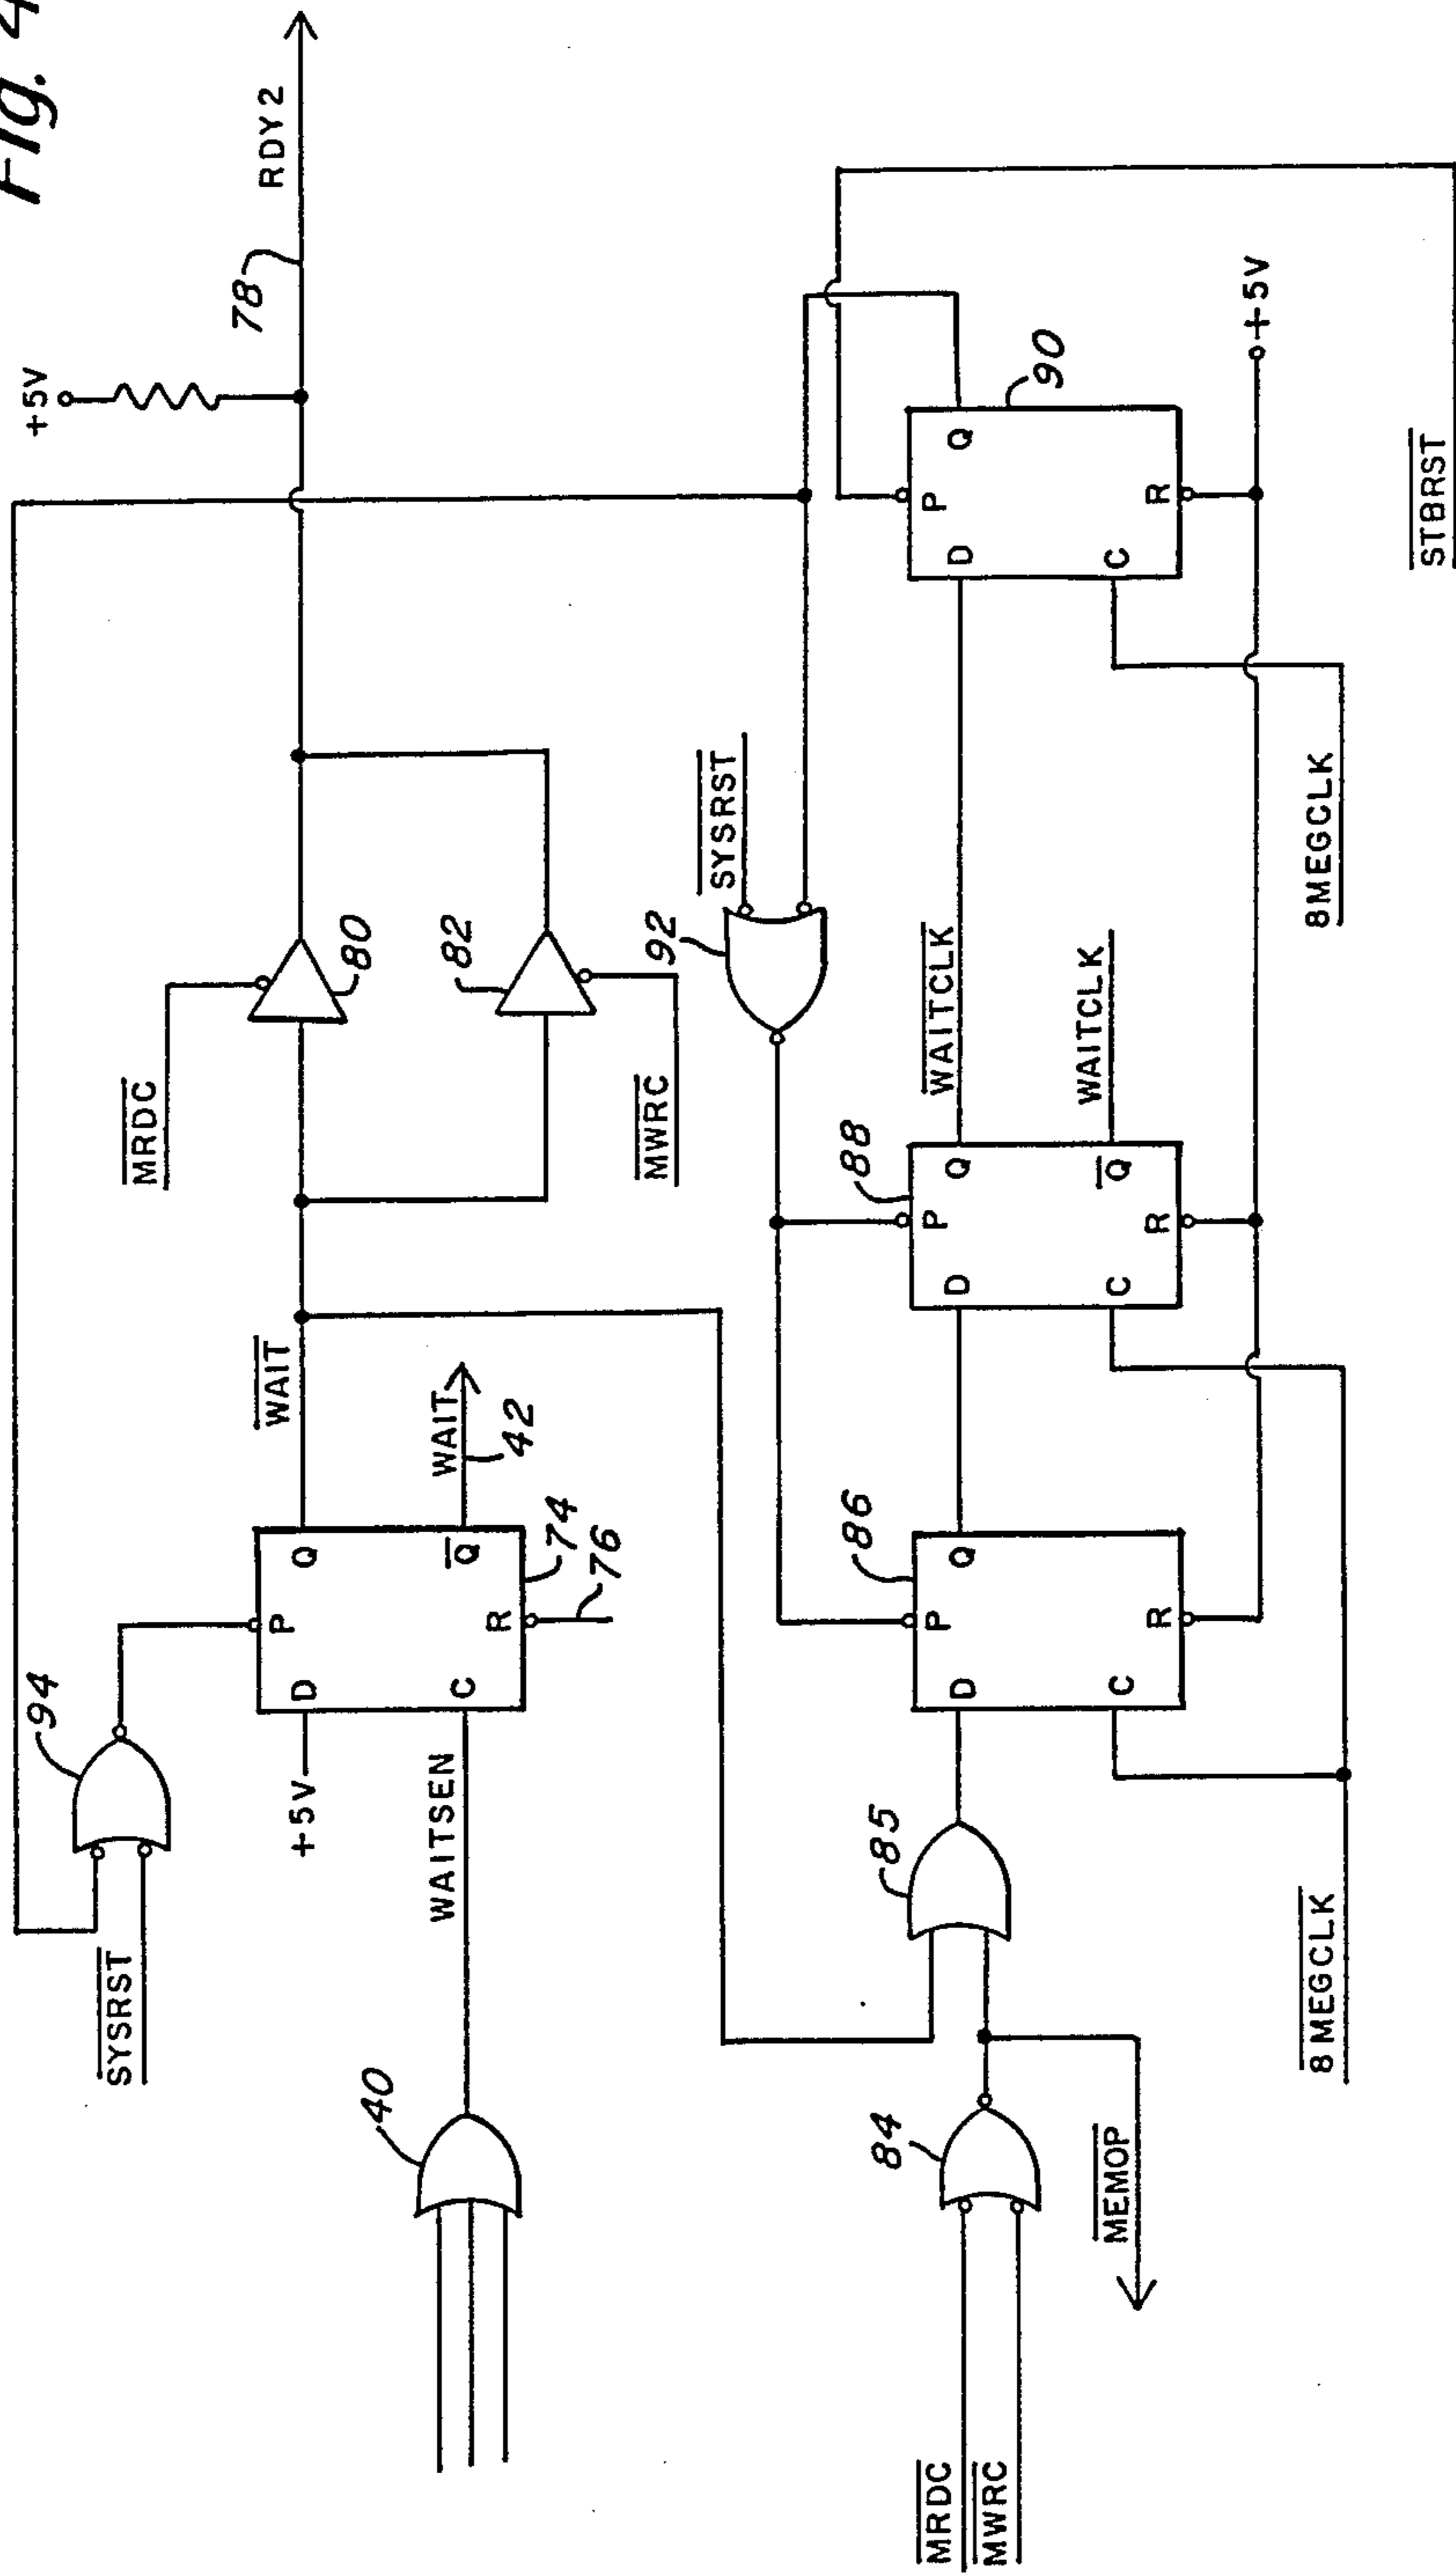 Fig. 4
+5V
94
SYSRST
MRDC
P
+5V
D
Q
WAIT
78
RDY2
80
40
WAITSEN
C
Q
WAIT
42
R
74
76
82
MWRC
92
SYSRST
84
85
86
88
90
MRDC
MWRC
P
D
Q
P
D
Q
WAITCLK
P
D
Q
MEMOP
C
R
C
Q
R
WAITCLK
C
R
+5V
8MEGCLK
8MEGCLK
STBRST